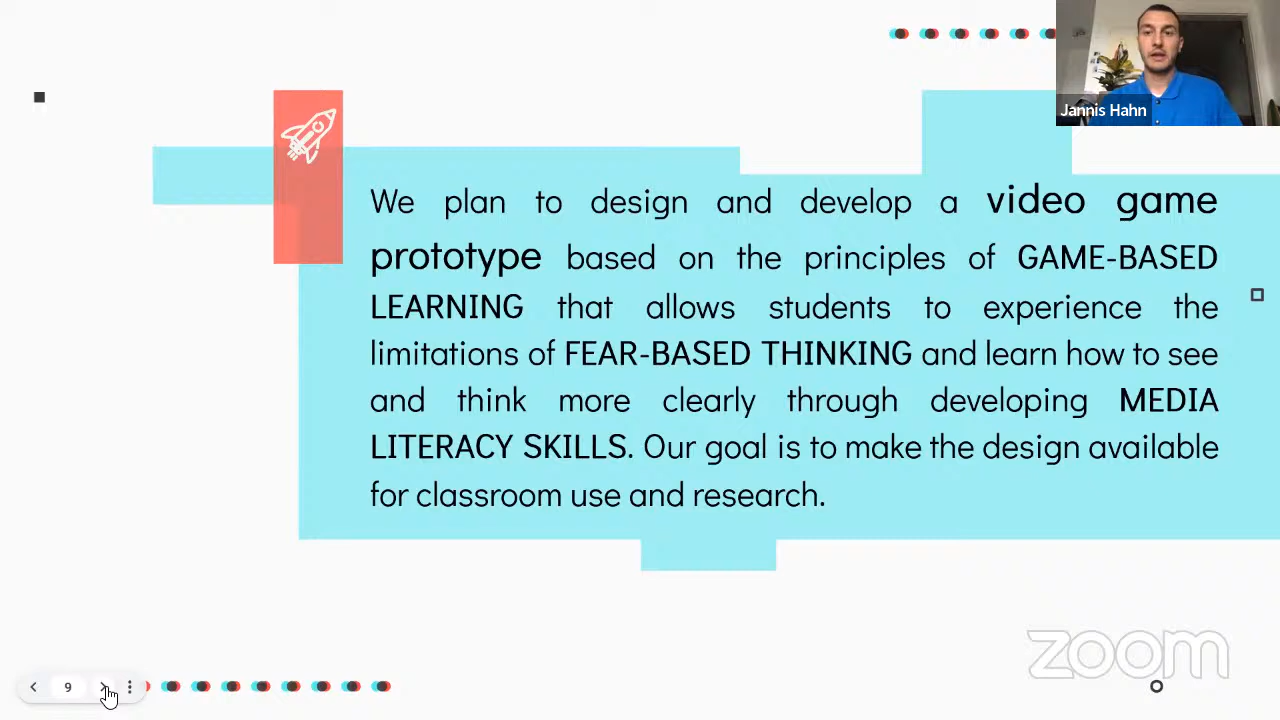 Jannis Hahn
We plan to design and develop a video game
prototype based on the principles of GAME-BASED
LEARNING that allows students to experience the
limitations of FEAR-BASED THINKING and learn how to see
and think more clearly through developing MEDIA
LITERACY SKILLS. Our goal is to make the design available
for classroom use and research.
zoom
9